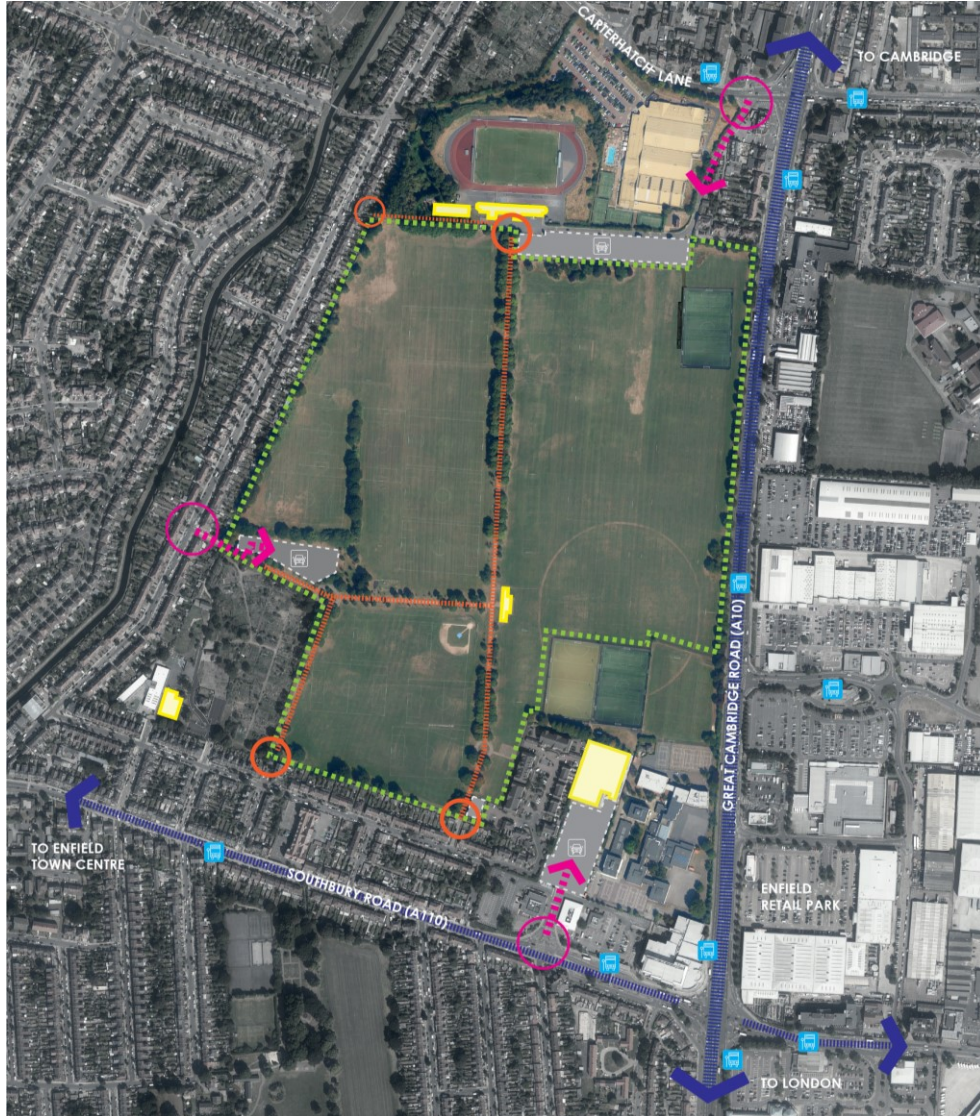 CARTERHATCH LANE
TO CAMBRIDGE
GREAT CAMBRIDGE ROAD (A10)
TO ENFIELD
TOWN CENTRE
SOUTHBURY ROAD (A110)
ENFIELD
RETAIL PARK
TO LONDON